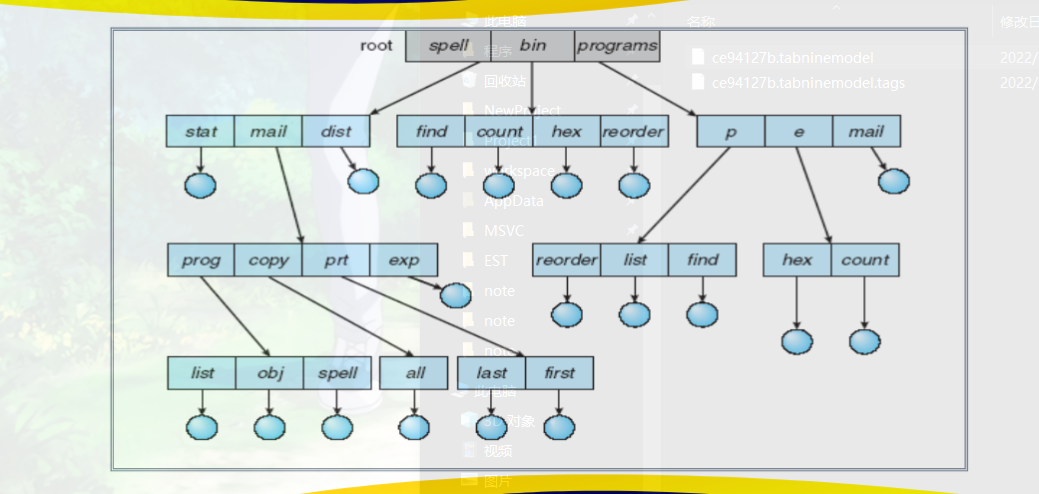 此电脑 名称 修改日
root spell bin programs
程序
ce94127b.tabninemodel 2022/
回收站 ce94127b.tabninemodel.tags 2022/
NewProject
stat mail dist find count hex reorder p e mail
Project1
workspace
AppData
MSVC
prog copy prt exp reorder list find hex count
EST
note
note
list obj spell all last first
此电脑
3D 对象
视频
图片